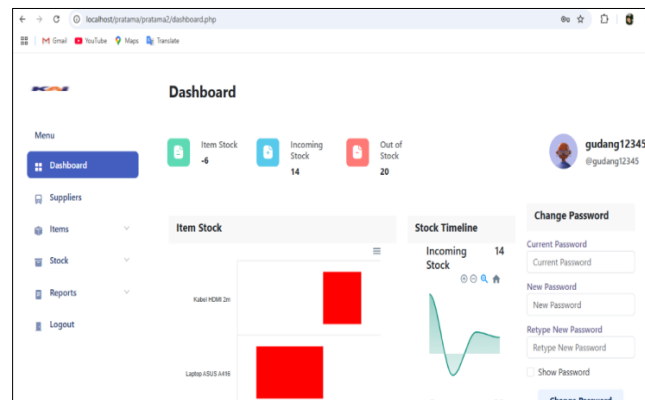 localhost/pratama/pratama2/dashboard.php
Gmail YouTube Maps Translate
Dashboard
Menu
Dashboard
Suppliers
Items
Stock
Reports
Logout
Item Stock
-6
Incoming
Stock
14
Out of
Stock
20
gudang12345
@gudang12345
Item Stock
Kabel HDMI 2m
Laptop ASUS A416
Stock Timeline
Incoming 14
Stock
Change Password
Current Password
Current Password
New Password
New Password
Retype New Password
Retype New Password
Show Password
Change Password